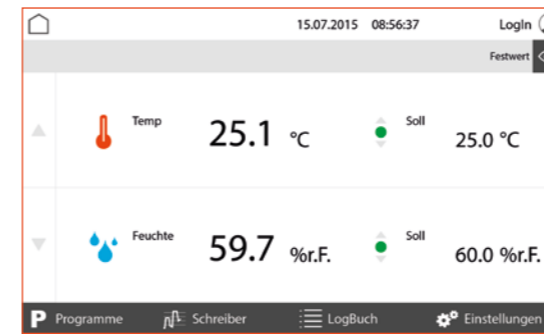 15.07.2015 08:56:37 LogIn
Festwert
Temp 25.1 °C Soll 25.0 °C
Feuchte 59.7 %r.F. Soll 60.0 %r.F.
P Programme Schreiber LogBuch Einstellungen